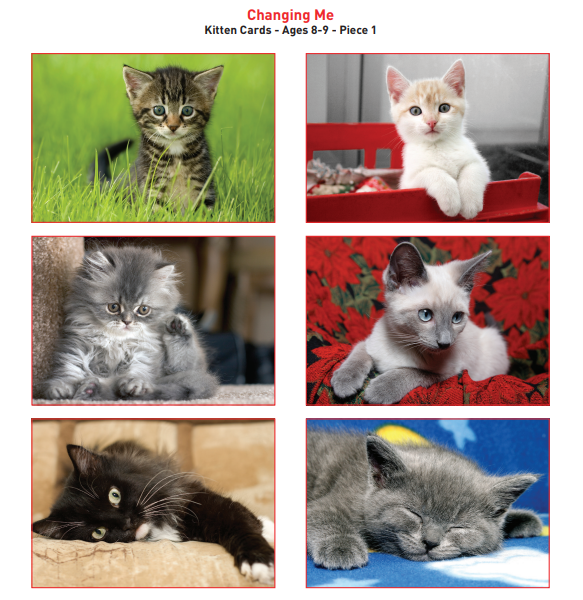 Changing Me
Kitten Cards - Ages 8-9 - Piece 1